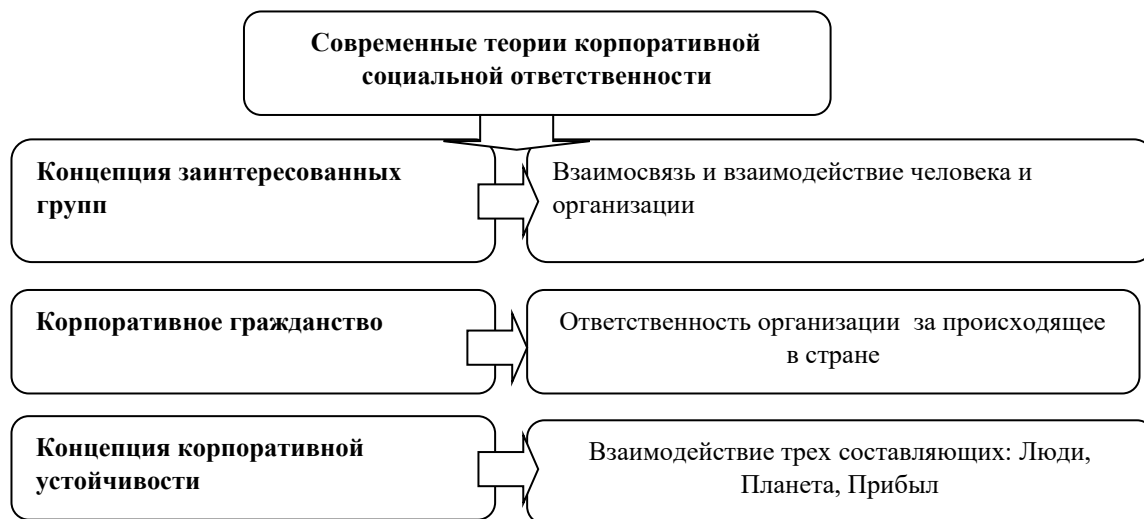 Современные теории корпоративной
социальной ответственности
Концепция заинтересованных
групп
Взаимосвязь и взаимодействие человека и
организации
Корпоративное гражданство
Ответственность организации за происходящее
в стране
Концепция корпоративной
устойчивости
Взаимодействие трех составляющих: Люди,
Планета, Прибыл